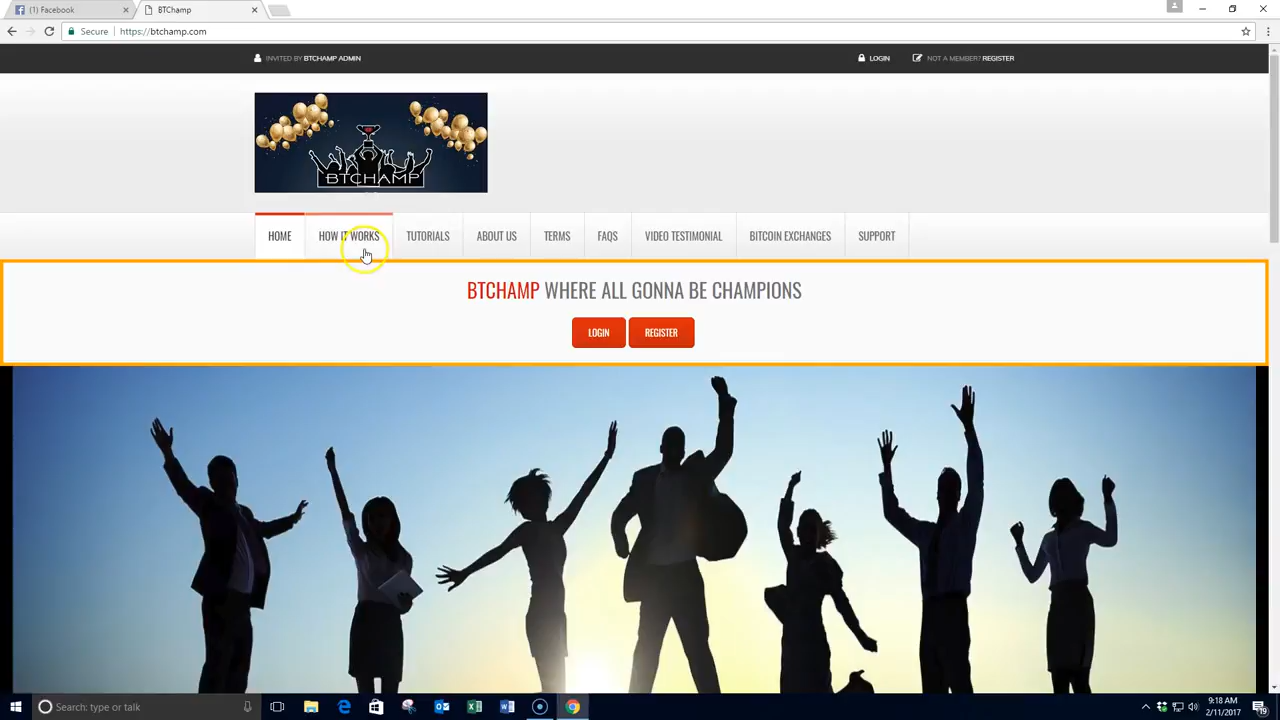 (1) Facebook
BTChamp
Secure
https://btchamp.com
INVITED BY BTCHAMP ADMIN
LOGIN
NOT A MEMBER? REGISTER
BTCHAMP
HOME
HOW IT WORKS
TUTORIALS
ABOUT US
TERMS
FAQS
VIDEO TESTIMONIAL
BITCOIN EXCHANGES
SUPPORT
BTCHAMP WHERE ALL GONNA BE CHAMPIONS
LOGIN
REGISTER
Search: type or talk
9:18 AM
2/11/2017
19